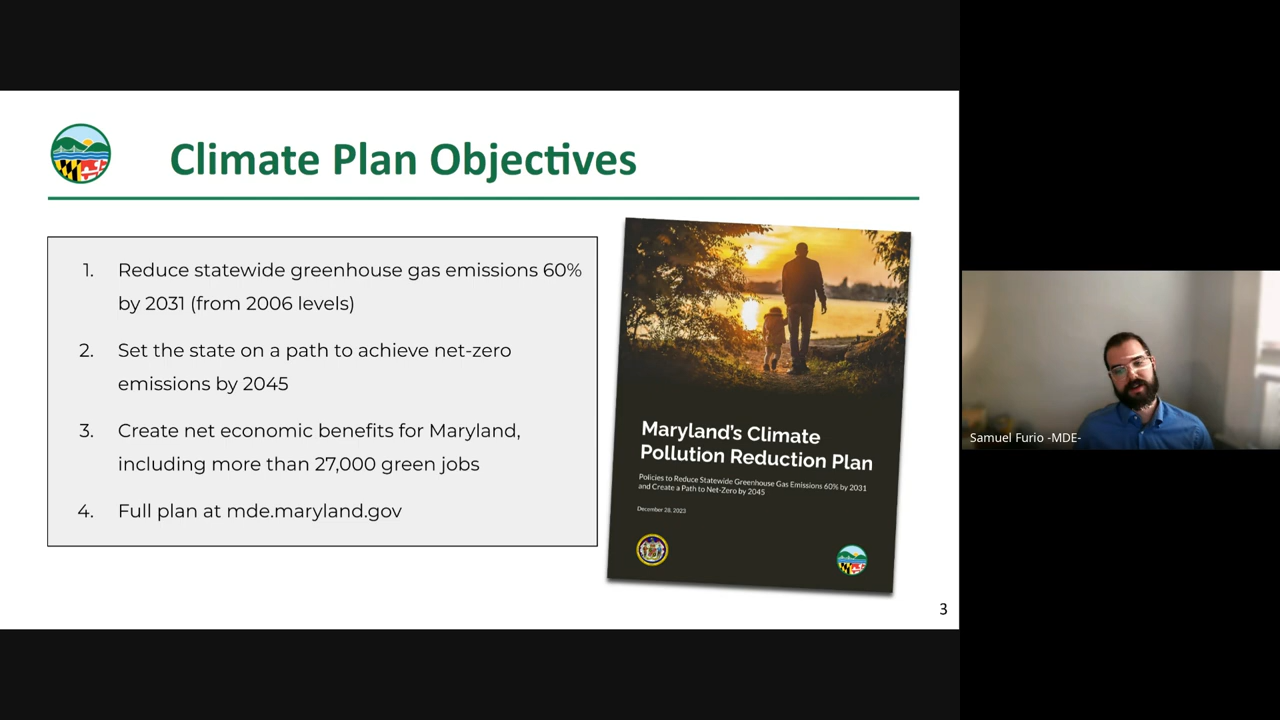 Climate Plan Objectives
1. Reduce statewide greenhouse gas emissions 60%
by 2031 (from 2006 levels)
2. Set the state on a path to achieve net-zero
emissions by 2045
3. Create net economic benefits for Maryland,
including more than 27,000 green jobs
4. Full plan at mde.maryland.gov
Maryland's Climate
Pollution Reduction Plan
Policies to Reduce Statewide Greenhouse Gas Emissions 60% by 2031
and Create a Path to Net-Zero by 2045
December 28, 2023
3
Samuel Furio -MDE-